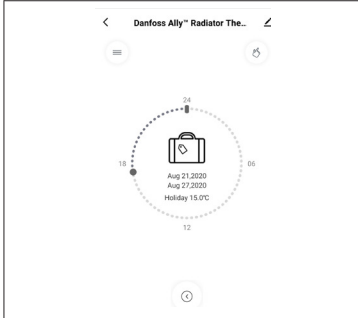 Danfoss Ally™ Radiator The..
24
18
06
Aug 21,2020
Aug 27,2020
Holiday 15.0°C
12